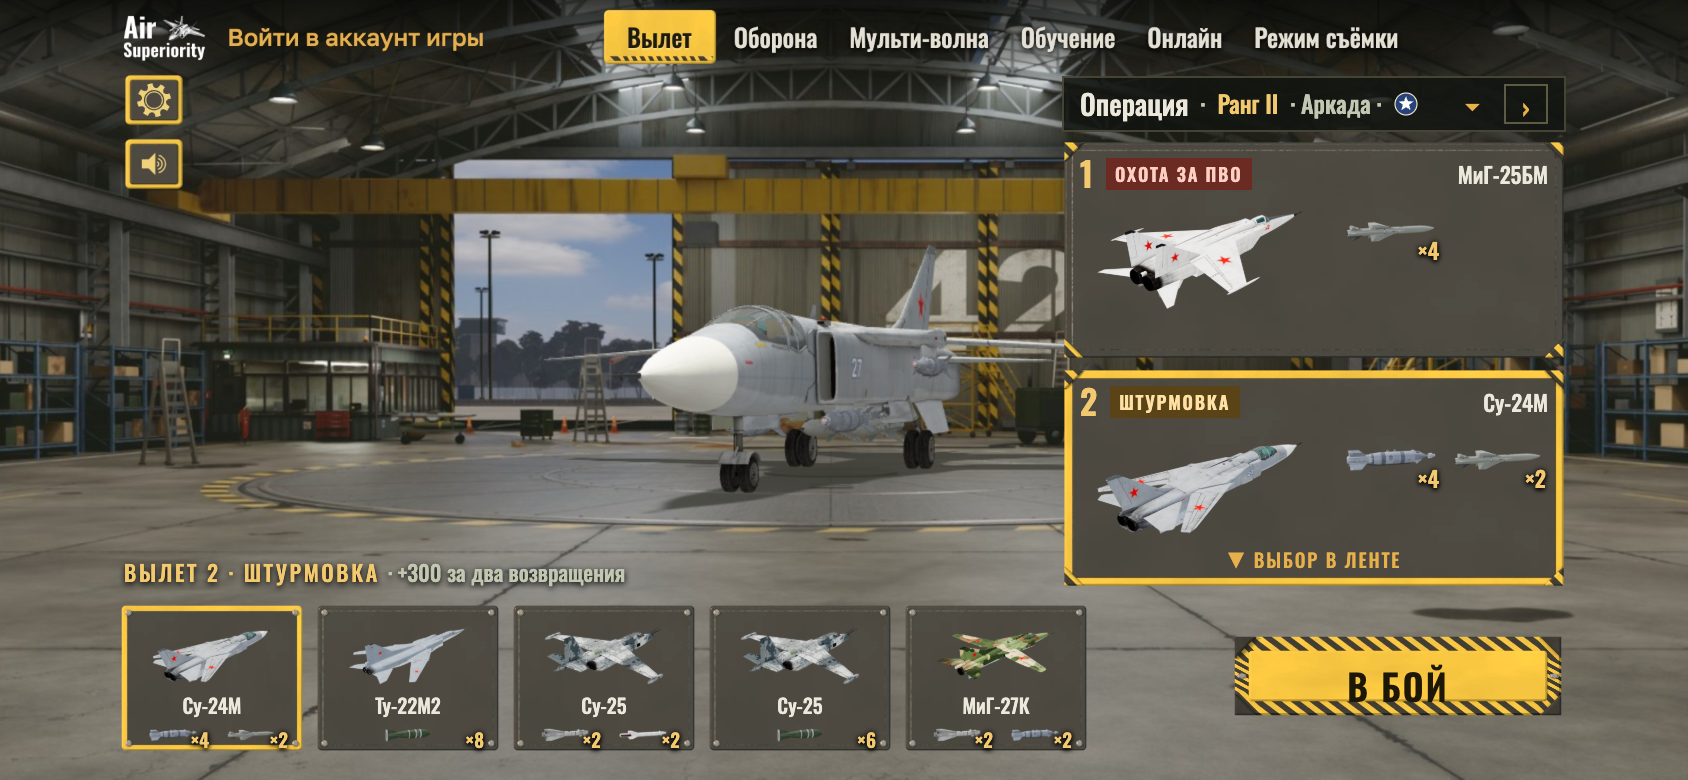 Air
Superiority
Войти в аккаунт игры
Вылет
Оборона
Мульти-волна
Обучение
Онлайн
Режим съёмки
Операция · Ранг II · Аркада ·
1 ОХОТА ЗА ПВО
МиГ-25БМ
×4
42
27
2 ШТУРМОВКА
Су-24М
×4
×2
▼ ВЫБОР В ЛЕНТЕ
ВЫЛЕТ 2 · ШТУРМОВКА · +300 за два возвращения
Су-24М
×4
×2
Ту-22М2
×8
Су-25
×2
×2
Су-25
×6
МиГ-27К
×2
×2
В БОЙ